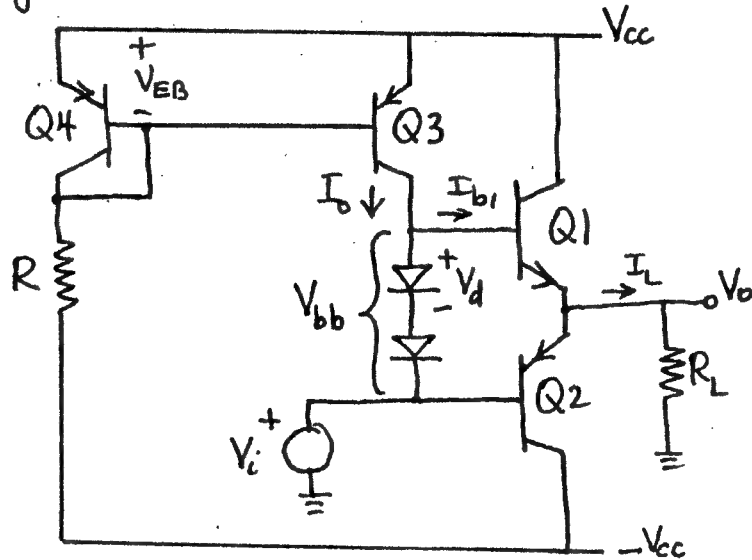 Vcc
+
VEB
-
Q4
Q3
Io
Ib1
Q1
R
+
Vd
-
Vbb
IL
Vo
Q2
RL
+
Vi
-Vcc